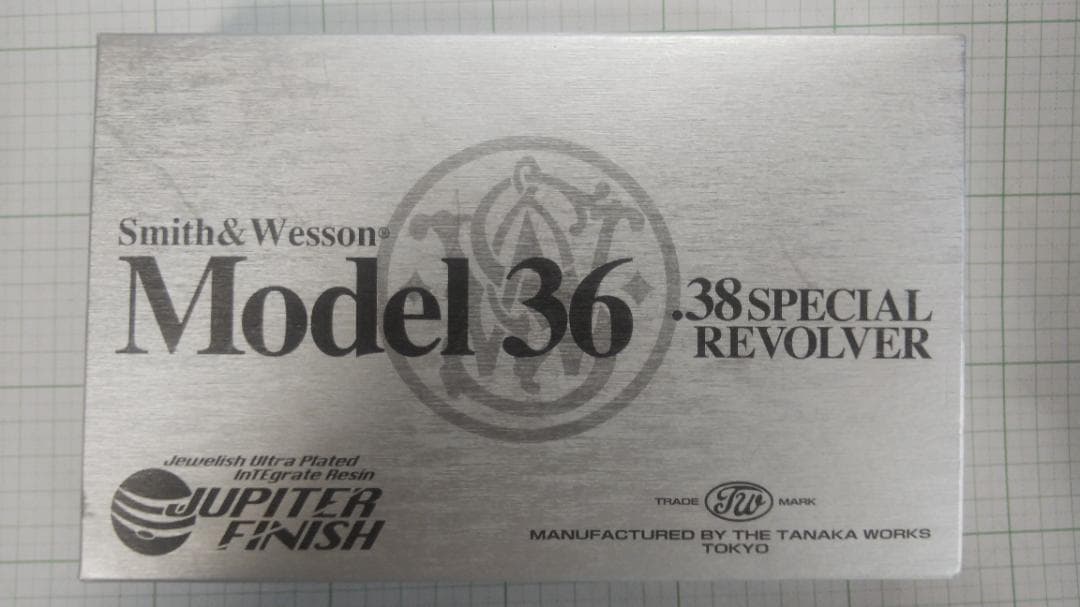 Smith&Wesson®
Model 36
.38 SPECIAL
REVOLVER
Jewelish Ultra Plated
InTEgrate Resin
JUPITER
FINISH
TRADE TW MARK
MANUFACTURED BY THE TANAKA WORKS
TOKYO